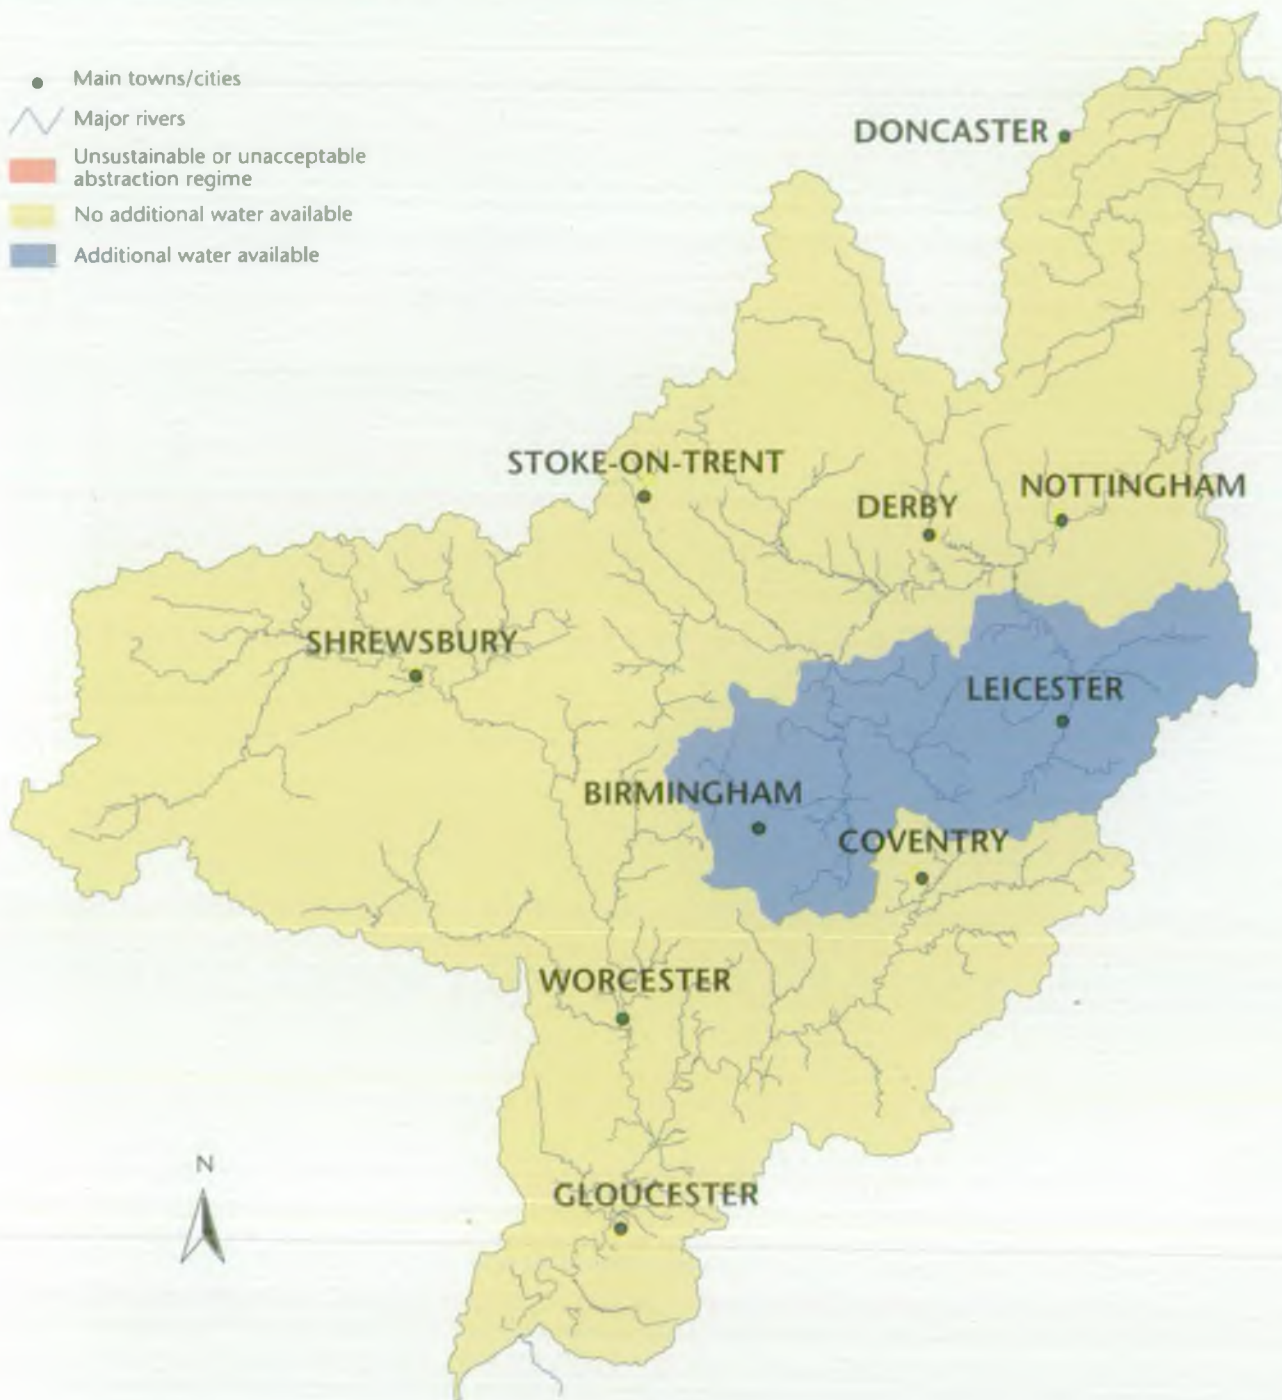 Main towns/cities
Major rivers
Unsustainable or unacceptable
abstraction regime
No additional water available
Additional water available
DONCASTER
STOKE-ON-TRENT
NOTTINGHAM
DERBY
SHREWSBURY
LEICESTER
BIRMINGHAM
COVENTRY
WORCESTER
N
GLOUCESTER